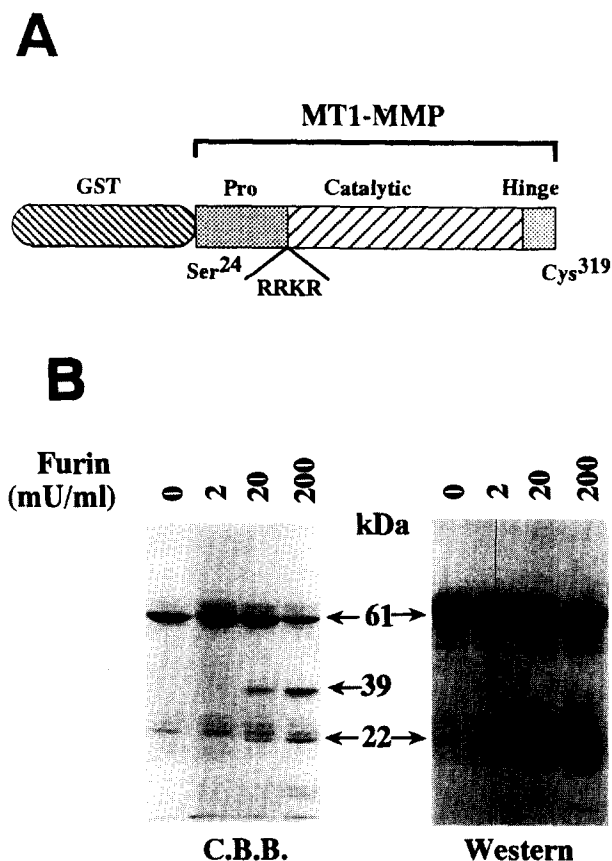 A
MT1-MMP
GST Pro Catalytic Hinge
Ser24 RRKR Cys319
B
Furin (mU/ml) 0 2 20 200 kDa 0 2 20 200
61
39
22
C.B.B. Western